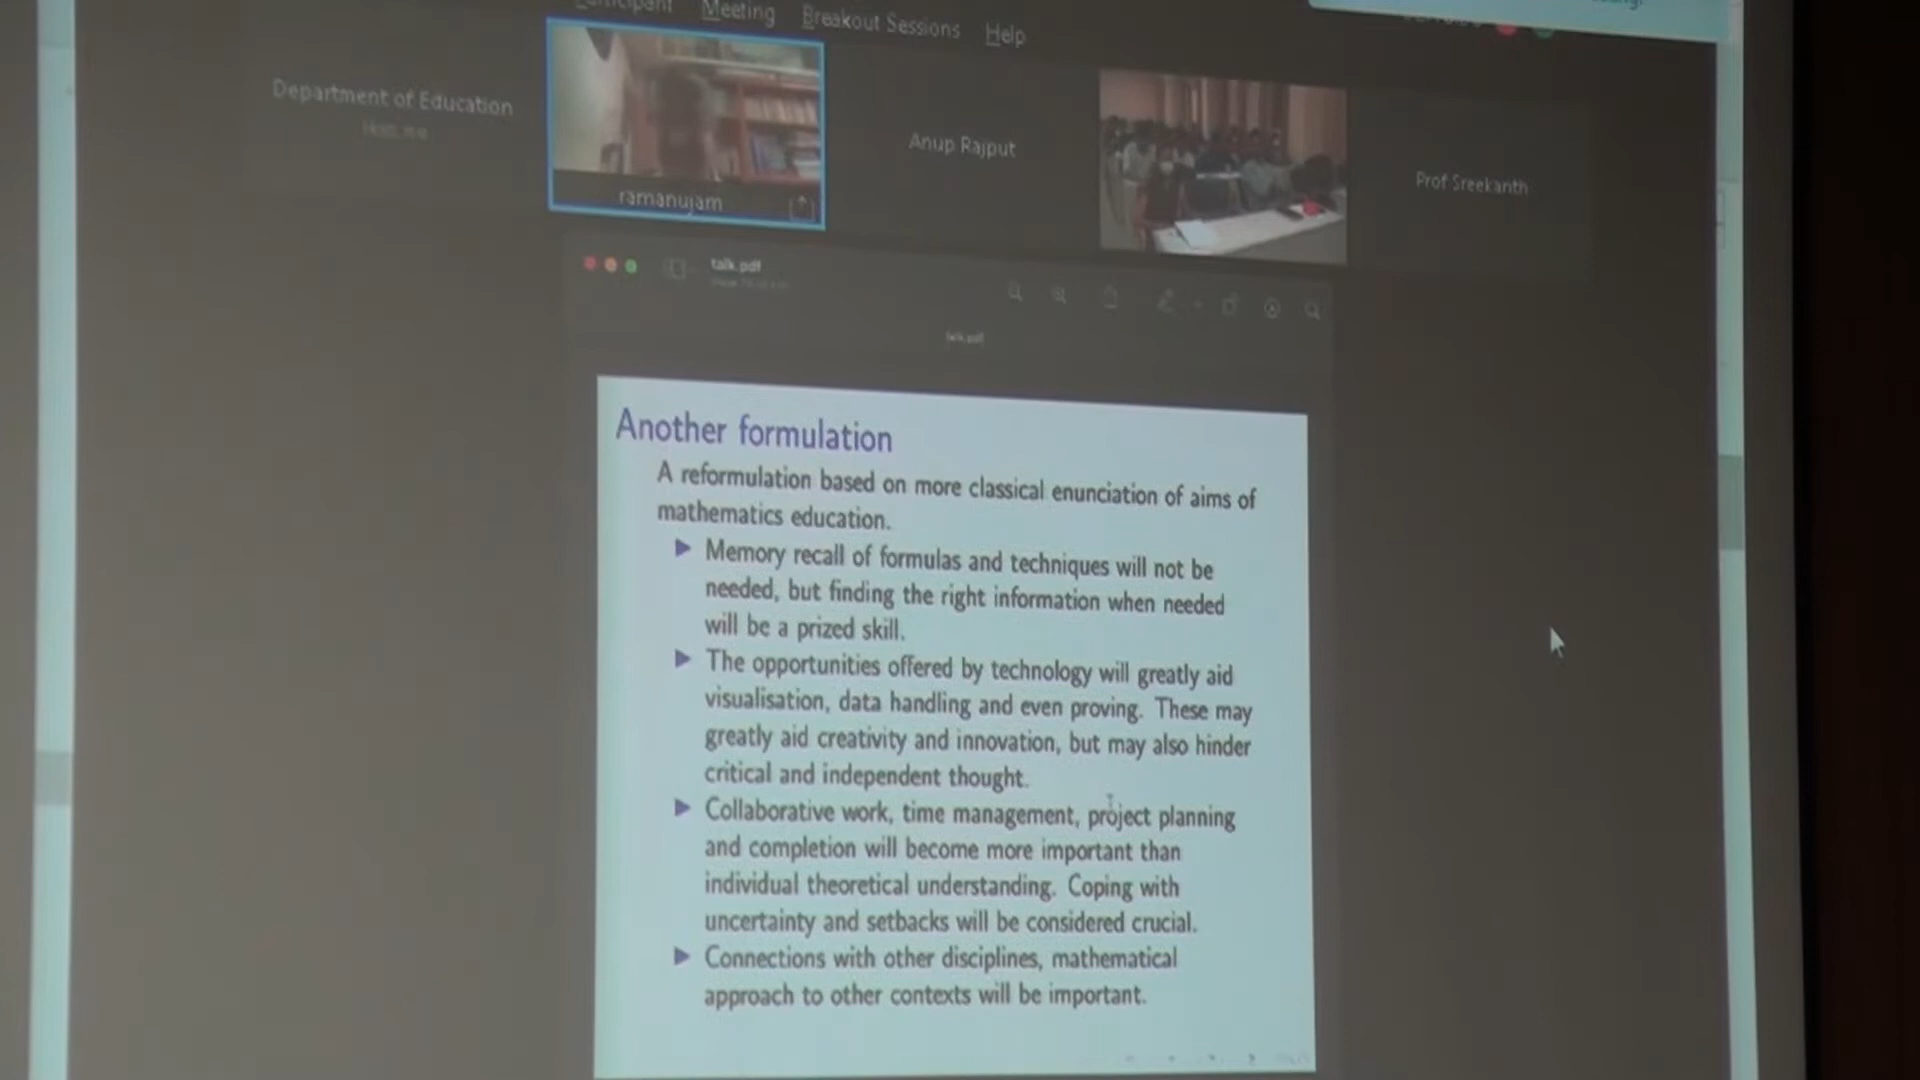 Participant Meeting Breakout Sessions Help
Department of Education
Host, me
ramanujam
Anup Rajput
Prof Sreekanth
talk.pdf
talk.pdf
Another formulation
A reformulation based on more classical enunciation of aims of
mathematics education.
Memory recall of formulas and techniques will not be
needed, but finding the right information when needed
will be a prized skill.
The opportunities offered by technology will greatly aid
visualisation, data handling and even proving. These may
greatly aid creativity and innovation, but may also hinder
critical and independent thought.
Collaborative work, time management, project planning
and completion will become more important than
individual theoretical understanding. Coping with
uncertainty and setbacks will be considered crucial.
Connections with other disciplines, mathematical
approach to other contexts will be important.